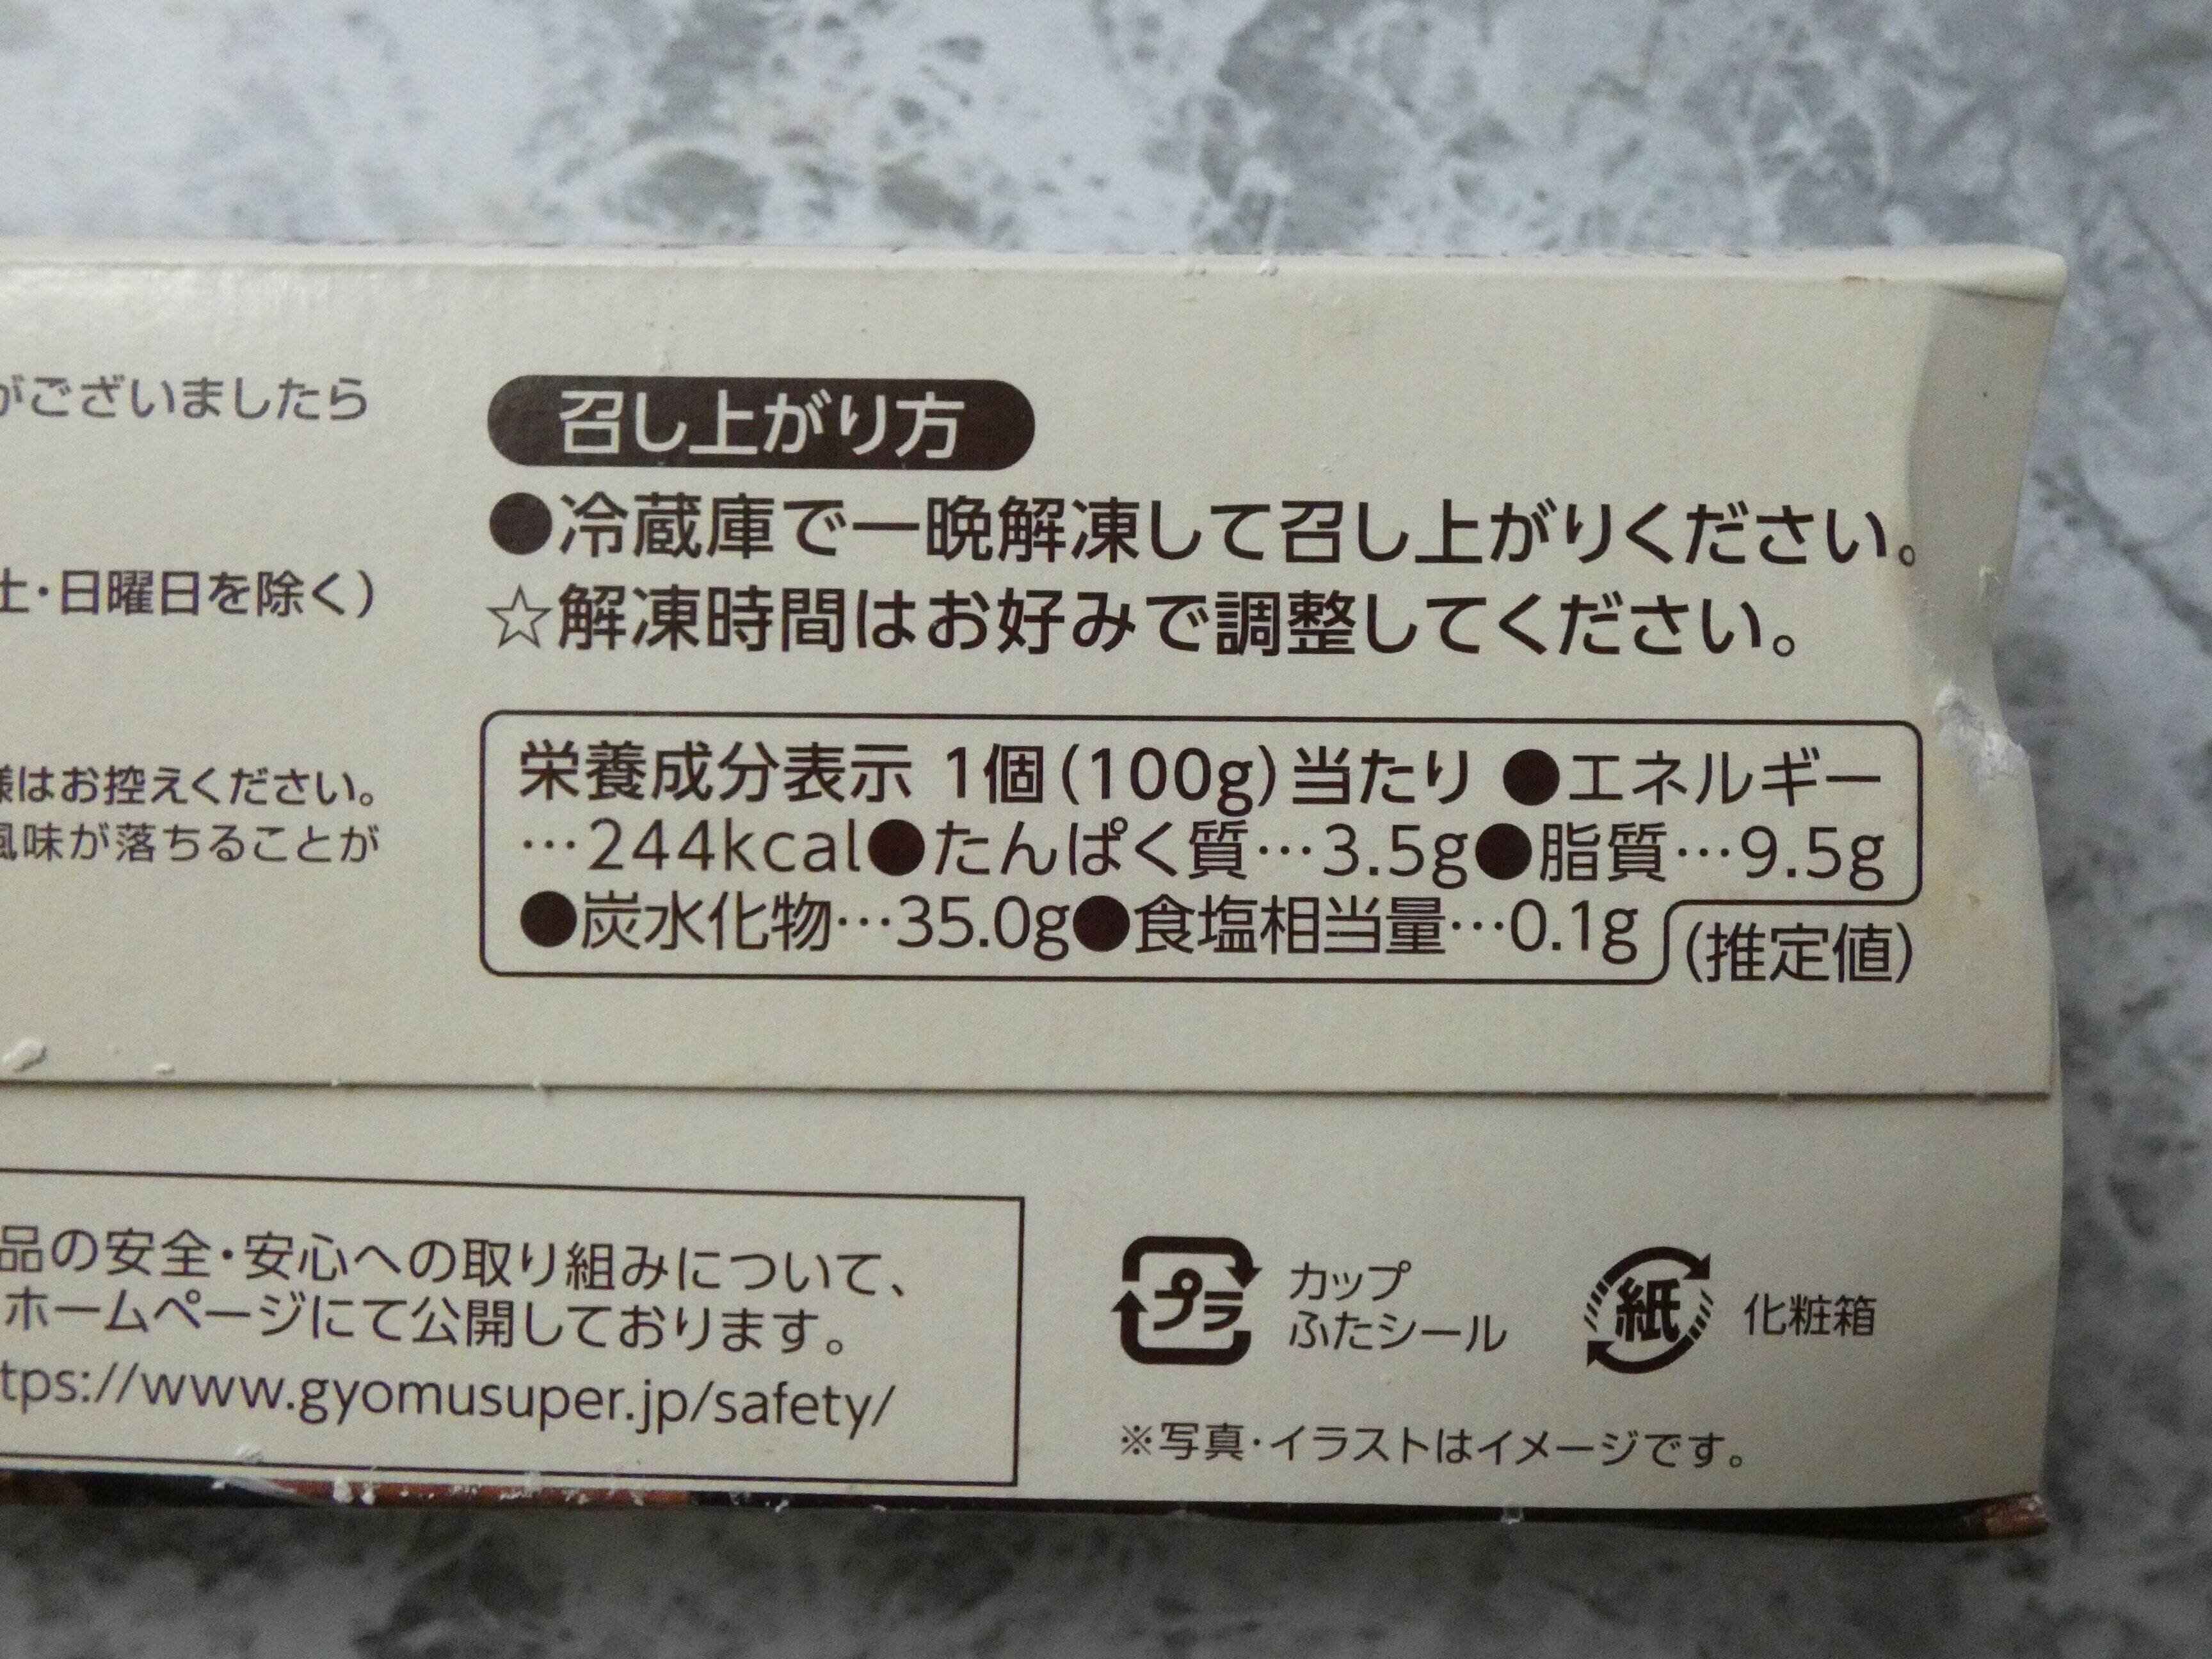 がございましたら
土・日曜日を除く）
様はお控えください。
風味が落ちることが
召し上がり方
●冷蔵庫で一晩解凍して召し上がりください。
☆解凍時間はお好みで調整してください。
栄養成分表示 1個(100g)当たり ●エネルギー
…244kcal●たんぱく質…3.5g●脂質…9.5g
●炭水化物…35.0g●食塩相当量…0.1g
(推定値)
品の安全・安心への取り組みについて、
ホームページにて公開しております。
tps://www.gyomusuper.jp/safety/
プラ
カップ
ふたシール
紙
化粧箱
※写真・イラストはイメージです。